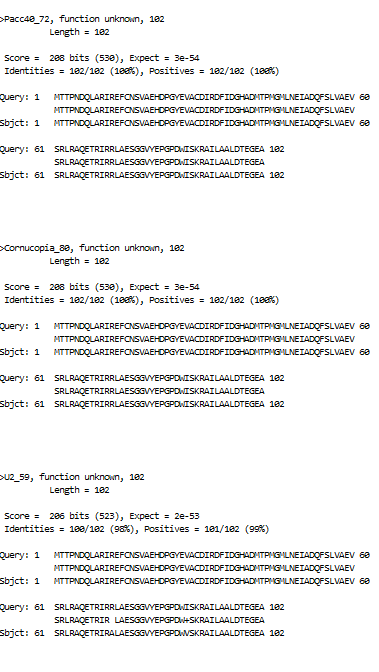 >Pacc40_72, function unknown, 102
Length = 102
Score = 208 bits (530), Expect = 3e-54
Identities = 102/102 (100%), Positives = 102/102 (100%)
Query: 1 MTTPNDQLARIREFCNSVAEHDPGYEVACDIRDFIDGHADMTPMGMLNEIADQFSLVAEV 60
MTTPNDQLARIREFCNSVAEHDPGYEVACDIRDFIDGHADMTPMGMLNEIADQFSLVAEV
Sbjct: 1 MTTPNDQLARIREFCNSVAEHDPGYEVACDIRDFIDGHADMTPMGMLNEIADQFSLVAEV 60
Query: 61 SRLRAQETRIRRLAESGGVYEPGPDWISKRAILAALDTEGEA 102
SRLRAQETRIRRLAESGGVYEPGPDWISKRAILAALDTEGEA
Sbjct: 61 SRLRAQETRIRRLAESGGVYEPGPDWISKRAILAALDTEGEA 102
>Cornucopia_80, function unknown, 102
Length = 102
Score = 208 bits (530), Expect = 3e-54
Identities = 102/102 (100%), Positives = 102/102 (100%)
Query: 1 MTTPNDQLARIREFCNSVAEHDPGYEVACDIRDFIDGHADMTPMGMLNEIADQFSLVAEV 60
MTTPNDQLARIREFCNSVAEHDPGYEVACDIRDFIDGHADMTPMGMLNEIADQFSLVAEV
Sbjct: 1 MTTPNDQLARIREFCNSVAEHDPGYEVACDIRDFIDGHADMTPMGMLNEIADQFSLVAEV 60
Query: 61 SRLRAQETRIRRLAESGGVYEPGPDWISKRAILAALDTEGEA 102
SRLRAQETRIRRLAESGGVYEPGPDWISKRAILAALDTEGEA
Sbjct: 61 SRLRAQETRIRRLAESGGVYEPGPDWISKRAILAALDTEGEA 102
>U2_59, function unknown, 102
Length = 102
Score = 206 bits (523), Expect = 2e-53
Identities = 100/102 (98%), Positives = 101/102 (99%)
Query: 1 MTTPNDQLARIREFCNSVAEHDPGYEVACDIRDFIDGHADMTPMGMLNEIADQFSLVAEV 60
MTTPNDQLARIREFCNSVAEHDPGYEVACDIRDFIDGHADMTPMGMLNEIADQFSLVAEV
Sbjct: 1 MTTPNDQLARIREFCNSVAEHDPGYEVACDIRDFIDGHADMTPMGMLNEIADQFSLVAEV 60
Query: 61 SRLRAQETRIRRLAESGGVYEPGPDWISKRAILAALDTEGEA 102
SRLRAQETRIR LAESGGVYEPGPDW+SKRAILAALDTEGEA
Sbjct: 61 SRLRAQETRIRALAESGGVYEPGPDWVSKRAILAALDTEGEA 102